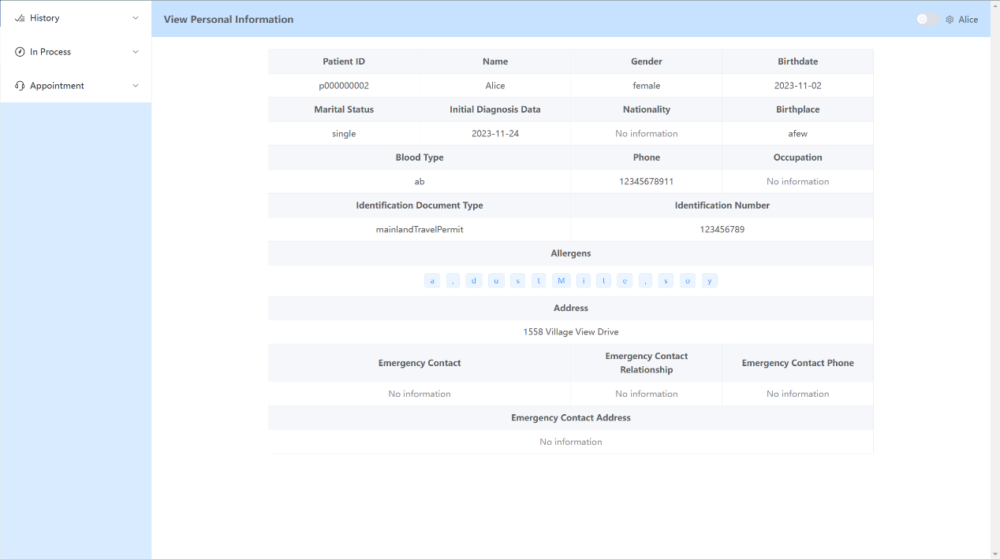 History
In Process
Appointment
View Personal Information
Alice
Patient ID Name Gender Birthdate
p000000002 Alice female 2023-11-02
Marital Status Initial Diagnosis Data Nationality Birthplace
single 2023-11-24 No information afew
Blood Type Phone Occupation
ab 12345678911 No information
Identification Document Type Identification Number
mainlandTravelPermit 123456789
Allergens
a , d u s t M i t e , s o y
Address
1558 Village View Drive
Emergency Contact Emergency Contact Relationship Emergency Contact Phone
No information No information No information
Emergency Contact Address
No information